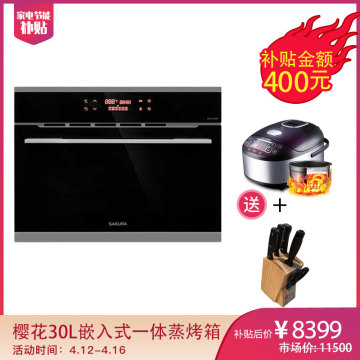 家电节能
补贴
补贴金额
400元
SAKURA
送
+
樱花30L嵌入式一体蒸烤箱
活动时间：4.12-4.16
补贴后价
￥8399
市场价: 11500